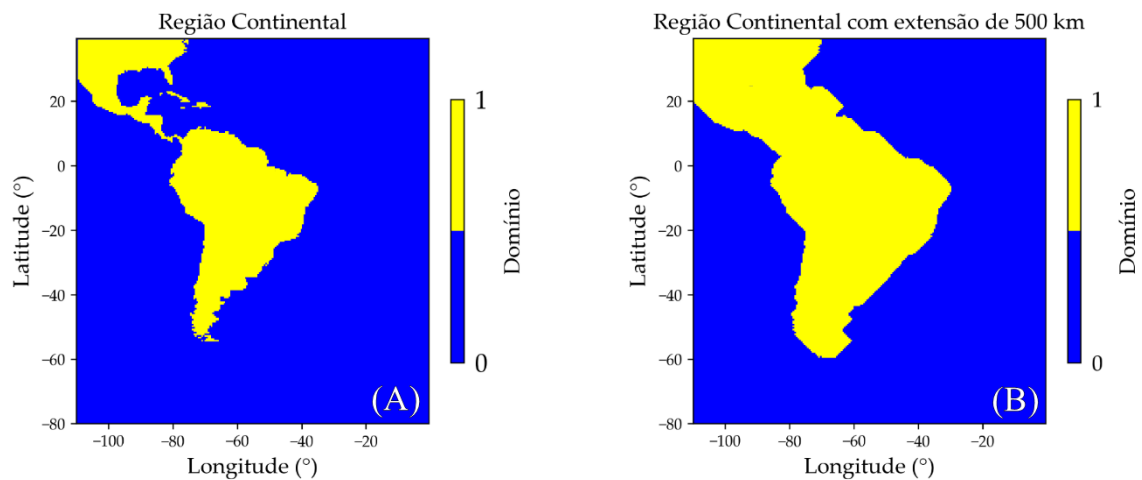 Região Continental
20
0
−20
−40
−60
−80
Latitude (°)
−100
−80
−60
−40
−20
Longitude (°)
(A)
1
0
Domínio
Região Continental com extensão de 500 km
20
0
−20
−40
−60
−80
Latitude (°)
−100
−80
−60
−40
−20
Longitude (°)
(B)
1
0
Domínio